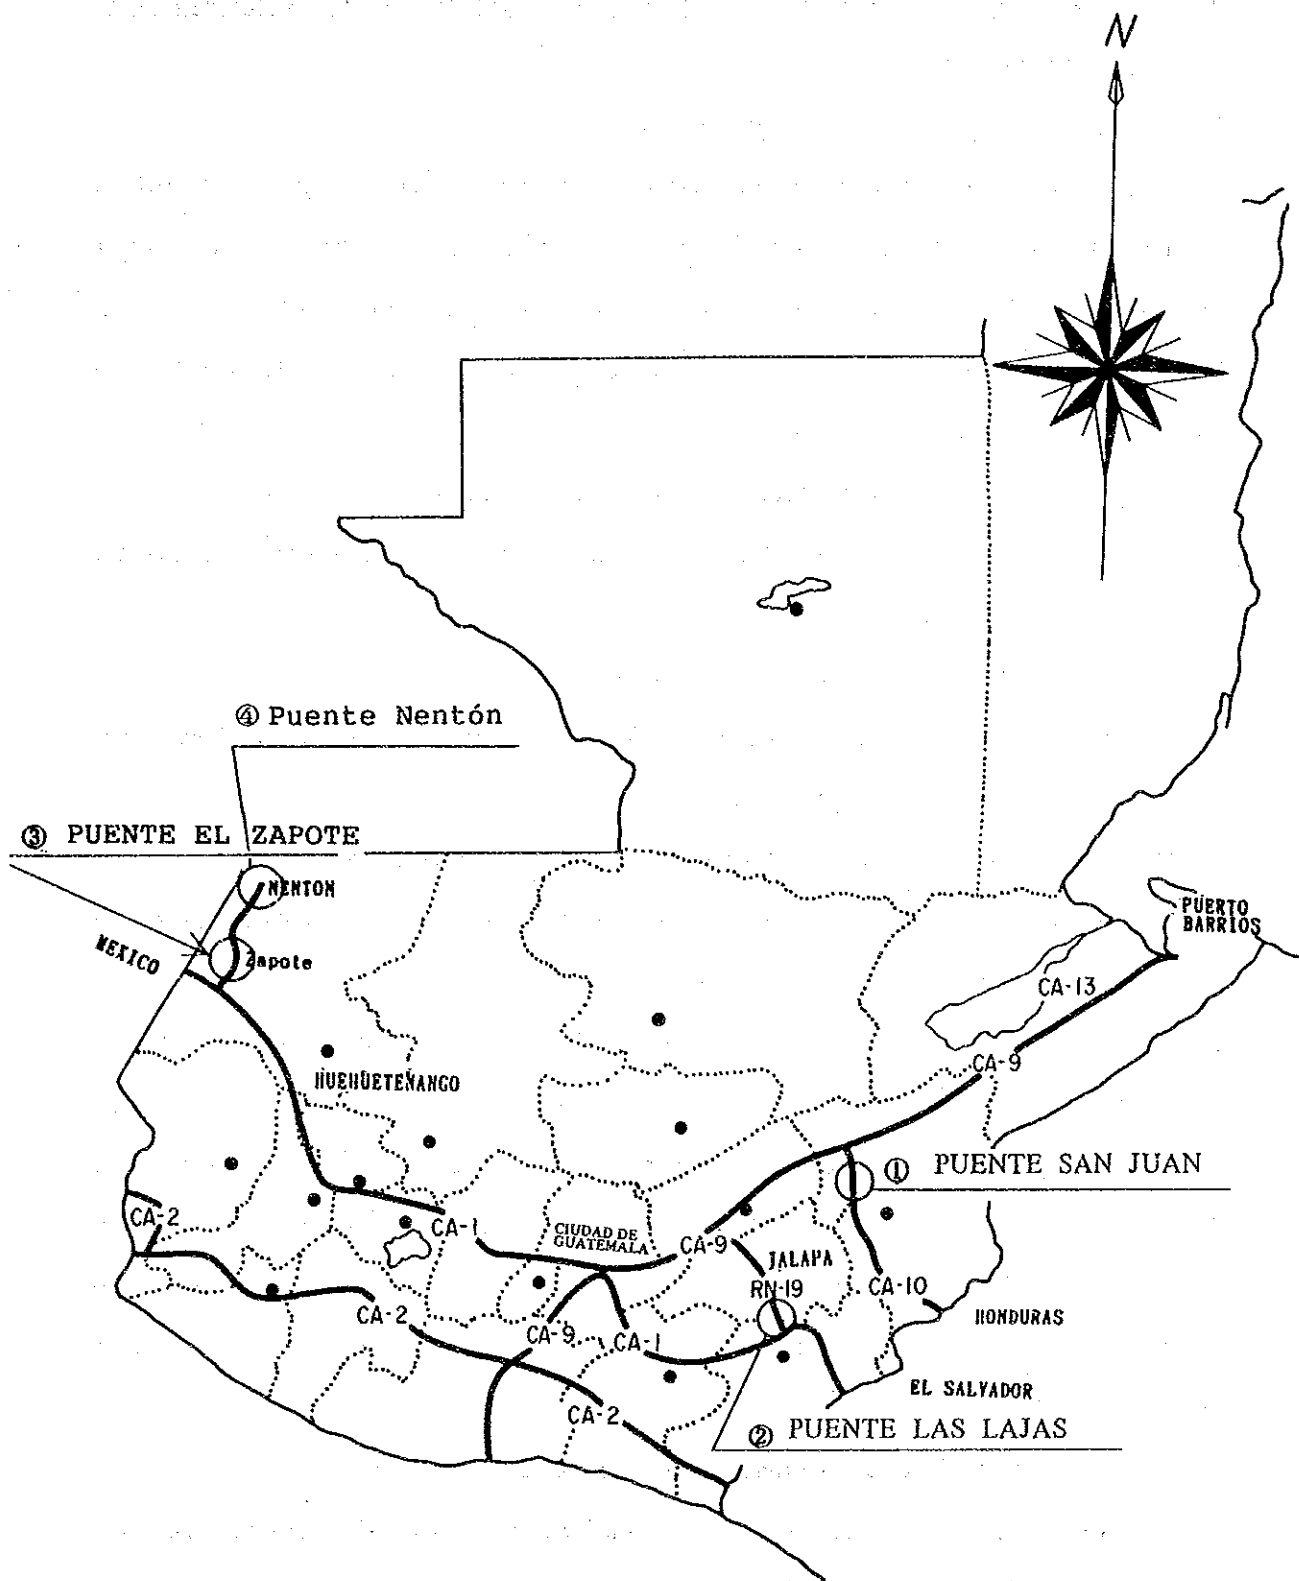 N
④ Puente Nentón
③ PUENTE EL ZAPOTE
NENTON
PUERTO
BARRIOS
MEXICO
Zapote
CA-13
CA-9
HUEHUETENANGO
① PUENTE SAN JUAN
CA-2
CA-1
CIUDAD DE
GUATEMALA
CA-9
JALAPA
RN-19
CA-10
CA-2
HONDURAS
CA-9
CA-1
EL SALVADOR
CA-2
② PUENTE LAS LAJAS